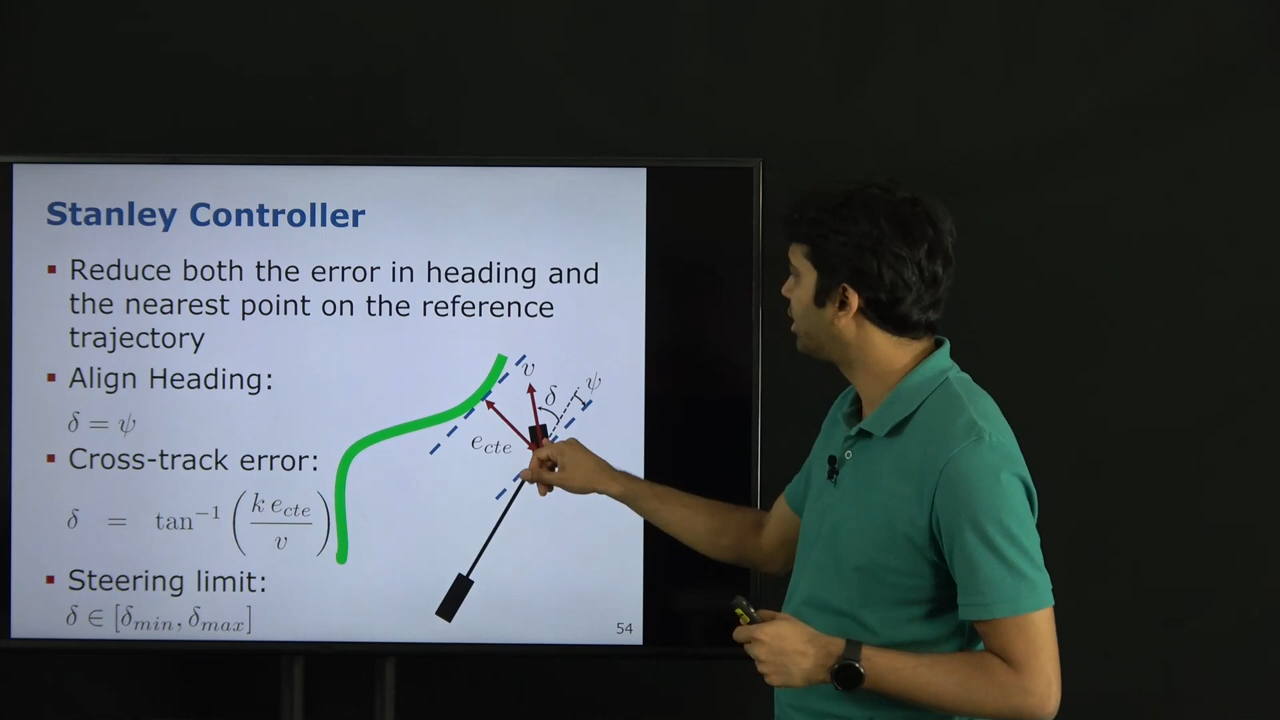 Stanley Controller
▪ Reduce both the error in heading and
the nearest point on the reference
trajectory
▪ Align Heading:
δ = ψ
▪ Cross-track error:
δ = tan⁻¹ (k e_cte / v)
▪ Steering limit:
δ ∈ [δ_min, δ_max]
v
δ
ψ
e_cte
54